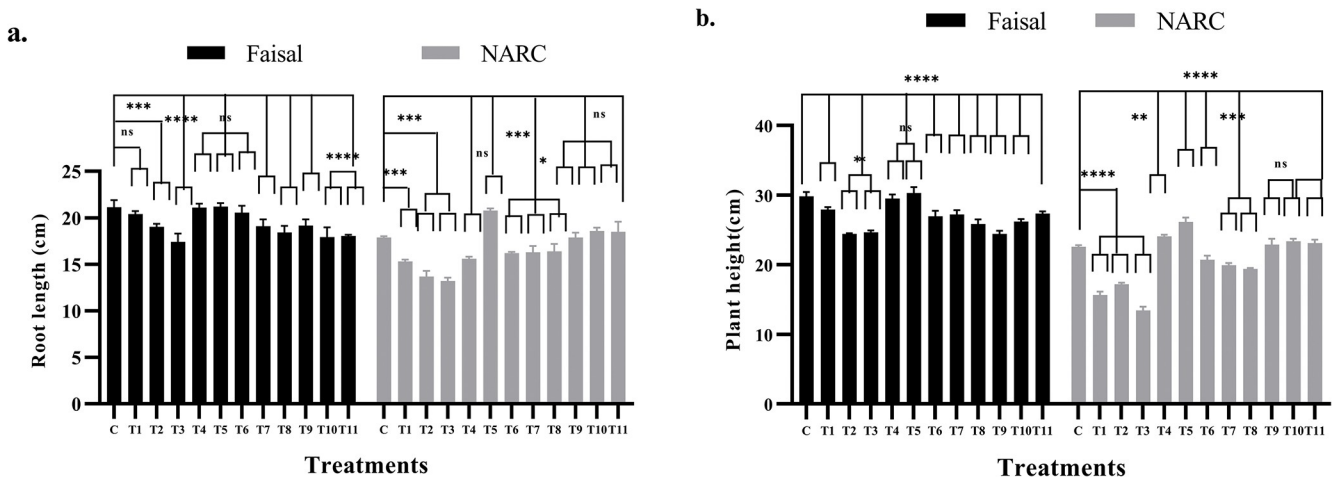 a.
Faisal
NARC
***
***
****
ns
ns
****
***
***
ns
***
*
ns
25
20
15
10
5
0
Root length (cm)
C T1 T2 T3 T4 T5 T6 T7 T8 T9 T10 T11 C T1 T2 T3 T4 T5 T6 T7 T8 T9 T10 T11
Treatments
b.
Faisal
NARC
****
****
ns
**
**
***
****
ns
40
30
20
10
0
Plant height(cm)
C T1 T2 T3 T4 T5 T6 T7 T8 T9 T10 T11 C T1 T2 T3 T4 T5 T6 T7 T8 T9 T10 T11
Treatments